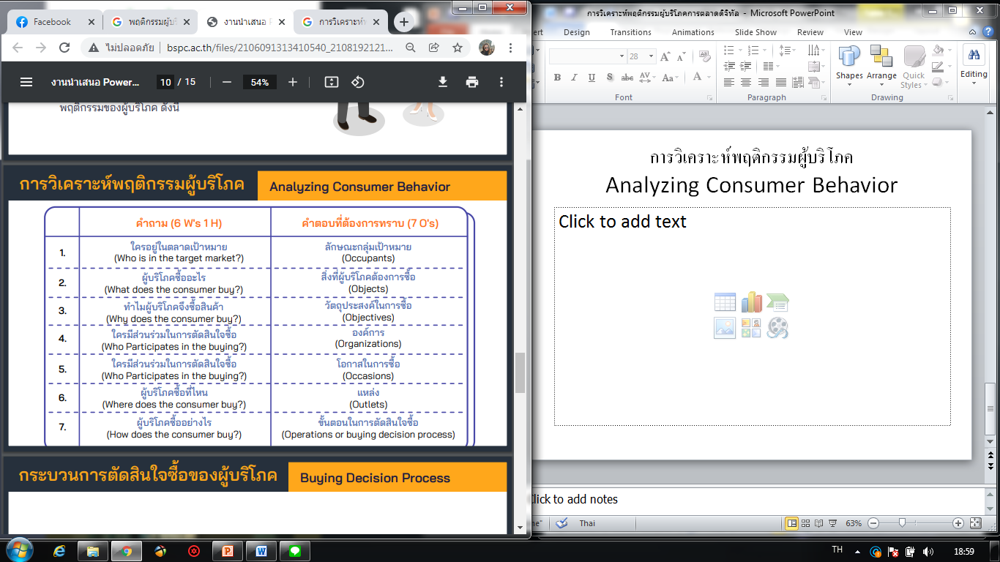 Facebook
พฤติกรรมผู้บริ
งานนำเสนอ P
การวิเคราะห์พ
ไม่ปลอดภัย
bspc.ac.th/files/2106091313410540_2108192121...
งานนำเสนอ Power...
10 / 15
54%
พฤติกรรมของผู้บริโภค ดังนี้
การวิเคราะห์พฤติกรรมผู้บริโภค
Analyzing Consumer Behavior
คำถาม (6 W's 1 H)
คำตอบที่ต้องการทราบ (7 O's)
1.
ใครอยู่ในตลาดเป้าหมาย
(Who is in the target market?)
ลักษณะกลุ่มเป้าหมาย
(Occupants)
2.
ผู้บริโภคซื้ออะไร
(What does the consumer buy?)
สิ่งที่ผู้บริโภคต้องการซื้อ
(Objects)
3.
ทำไมผู้บริโภคจึงซื้อสินค้า
(Why does the consumer buy?)
วัตถุประสงค์ในการซื้อ
(Objectives)
4.
ใครมีส่วนร่วมในการตัดสินใจซื้อ
(Who Participates in the buying?)
องค์การ
(Organizations)
5.
ใครมีส่วนร่วมในการตัดสินใจซื้อ
(Who Participates in the buying?)
โอกาสในการซื้อ
(Occasions)
6.
ผู้บริโภคซื้อที่ไหน
(Where does the consumer buy?)
แหล่ง
(Outlets)
7.
ผู้บริโภคซื้ออย่างไร
(How does the consumer buy?)
ขั้นตอนในการตัดสินใจซื้อ
(Operations or buying decision process)
กระบวนการตัดสินใจซื้อของผู้บริโภค
Buying Decision Process
การวิเคราะห์พฤติกรรมผู้บริโภคการตลาดดิจิทัล - Microsoft PowerPoint
ert Design Transitions Animations Slide Show Review View
28
B I U S abc AV Aa A
Shapes Arrange Quick Styles Editing
Font Paragraph Drawing
การวิเคราะห์พฤติกรรมผู้บริโภค
Analyzing Consumer Behavior
Click to add text
Click to add notes
me" Thai 63%
TH 18:59